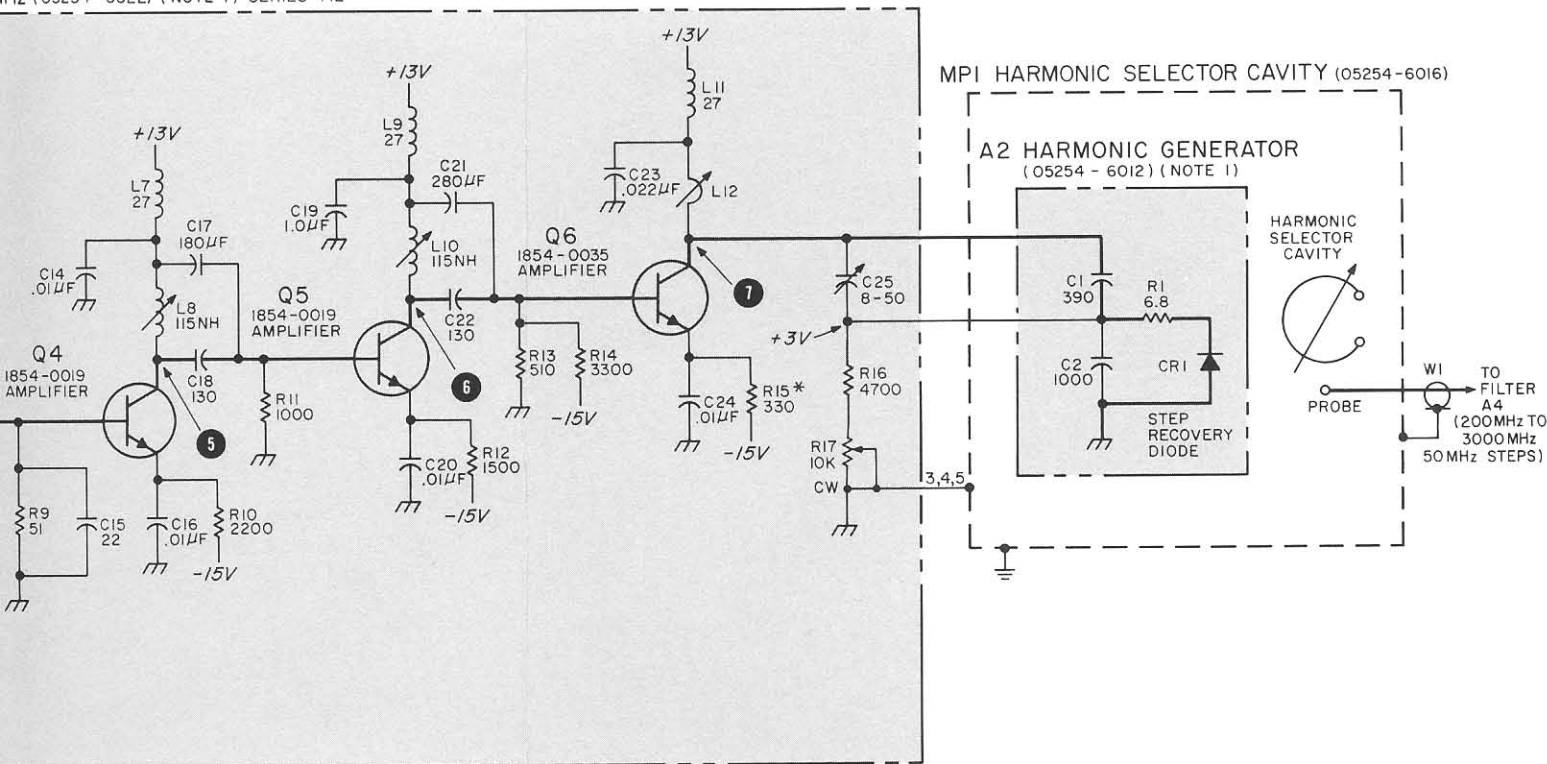 (NOTE 1) SERIES
+13V
L7
27
C17
180µF
C14
.01µF
L8
115NH
Q4
1854-0019
AMPLIFIER
C18
130
5
R9
51
C15
22
C16
.01µF
R10
2200
-15V
R11
1000
+13V
L9
27
C21
280µF
C19
1.0µF
L10
115NH
Q5
1854-0019
AMPLIFIER
C22
130
6
C20
.01µF
R12
1500
-15V
R13
510
R14
3300
-15V
+13V
L11
27
C23
.022µF
L12
Q6
1854-0035
AMPLIFIER
7
C24
.01µF
R15*
330
-15V
C25
8-50
+3V
R16
4700
R17
10K
CW
3,4,5
MP1 HARMONIC SELECTOR CAVITY (05254-6016)
A2 HARMONIC GENERATOR
(05254-6012) (NOTE 1)
C1
390
R1
6.8
C2
1000
CR1
STEP
RECOVERY
DIODE
HARMONIC
SELECTOR
CAVITY
PROBE
W1
TO
FILTER
A4
(200MHz TO
3000MHz
50MHz STEPS)